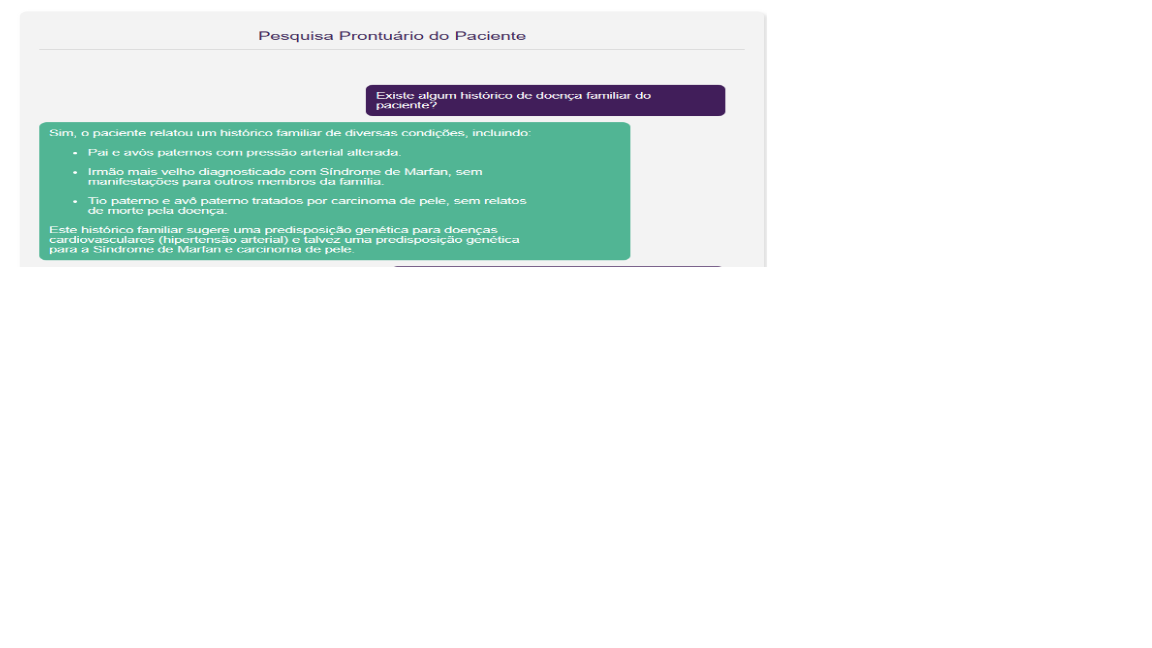 Pesquisa Prontuário do Paciente
Existe algum histórico de doença familiar do
paciente?
Sim, o paciente relatou um histórico familiar de diversas condições, incluindo:
• Pai e avós paternos com pressão arterial alterada.
• Irmão mais velho diagnosticado com Síndrome de Marfan, sem
manifestações para outros membros da família.
• Tio paterno e avô paterno tratados por carcinoma de pele, sem relatos
de morte pela doença.
Este histórico familiar sugere uma predisposição genética para doenças
cardiovasculares (hipertensão arterial) e talvez uma predisposição genética
para a Síndrome de Marfan e carcinoma de pele.